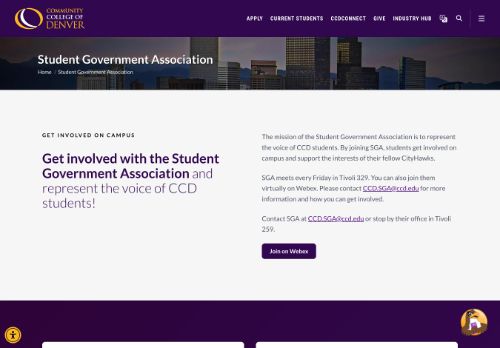 COMMUNITY
COLLEGE OF
DENVER
APPLY CURRENT STUDENTS CCDCONNECT GIVE INDUSTRY HUB
Student Government Association
Home / Student Government Association
GET INVOLVED ON CAMPUS
Get involved with the Student
Government Association and
represent the voice of CCD
students!
The mission of the Student Government Association is to represent
the voice of CCD students. By joining SGA, students get involved on
campus and support the interests of their fellow CityHawks.
SGA meets every Friday in Tivoli 329. You can also join them
virtually on Webex. Please contact CCD.SGA@ccd.edu for more
information and how you can get involved.
Contact SGA at CCD.SGA@ccd.edu or stop by their office in Tivoli
259.
Join on Webex